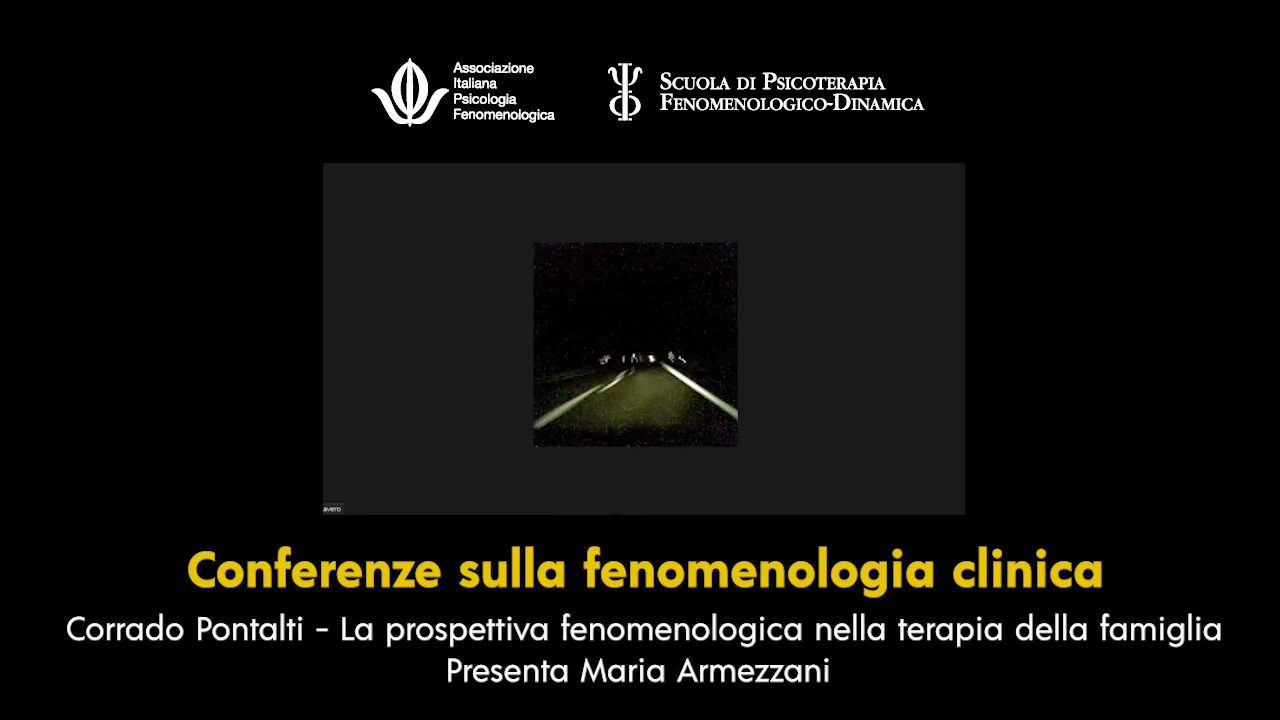 Associazione
Italiana
Psicologia
Fenomenologica
Scuola di Psicoterapia
Fenomenologico-Dinamica
avero
Conferenze sulla fenomenologia clinica
Corrado Pontalti - La prospettiva fenomenologica nella terapia della famiglia
Presenta Maria Armezzani